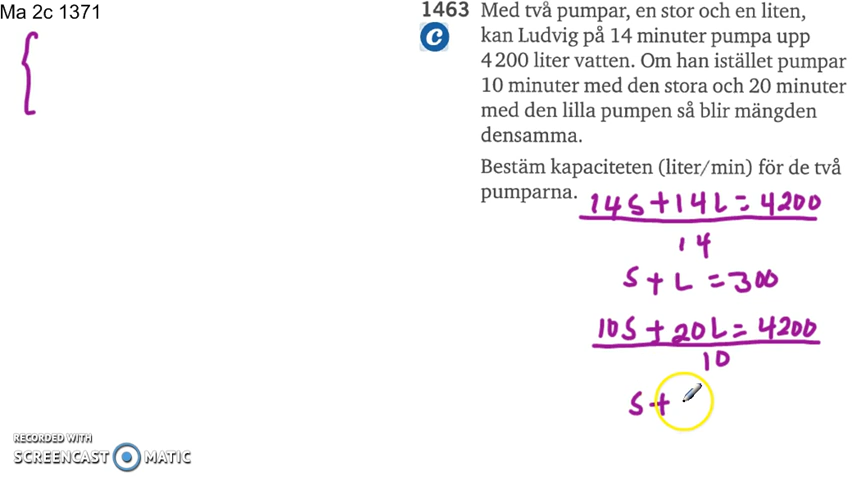 Ma 2c 1371
1463 Med två pumpar, en stor och en liten,
C kan Ludvig på 14 minuter pumpa upp
4 200 liter vatten. Om han istället pumpar
10 minuter med den stora och 20 minuter
med den lilla pumpen så blir mängden
densamma.
Bestäm kapaciteten (liter/min) för de två
pumparna.
14S + 14L = 4200
14
S + L = 300
10S + 20L = 4200
10
S +
RECORDED WITH
SCREENCAST MATIC